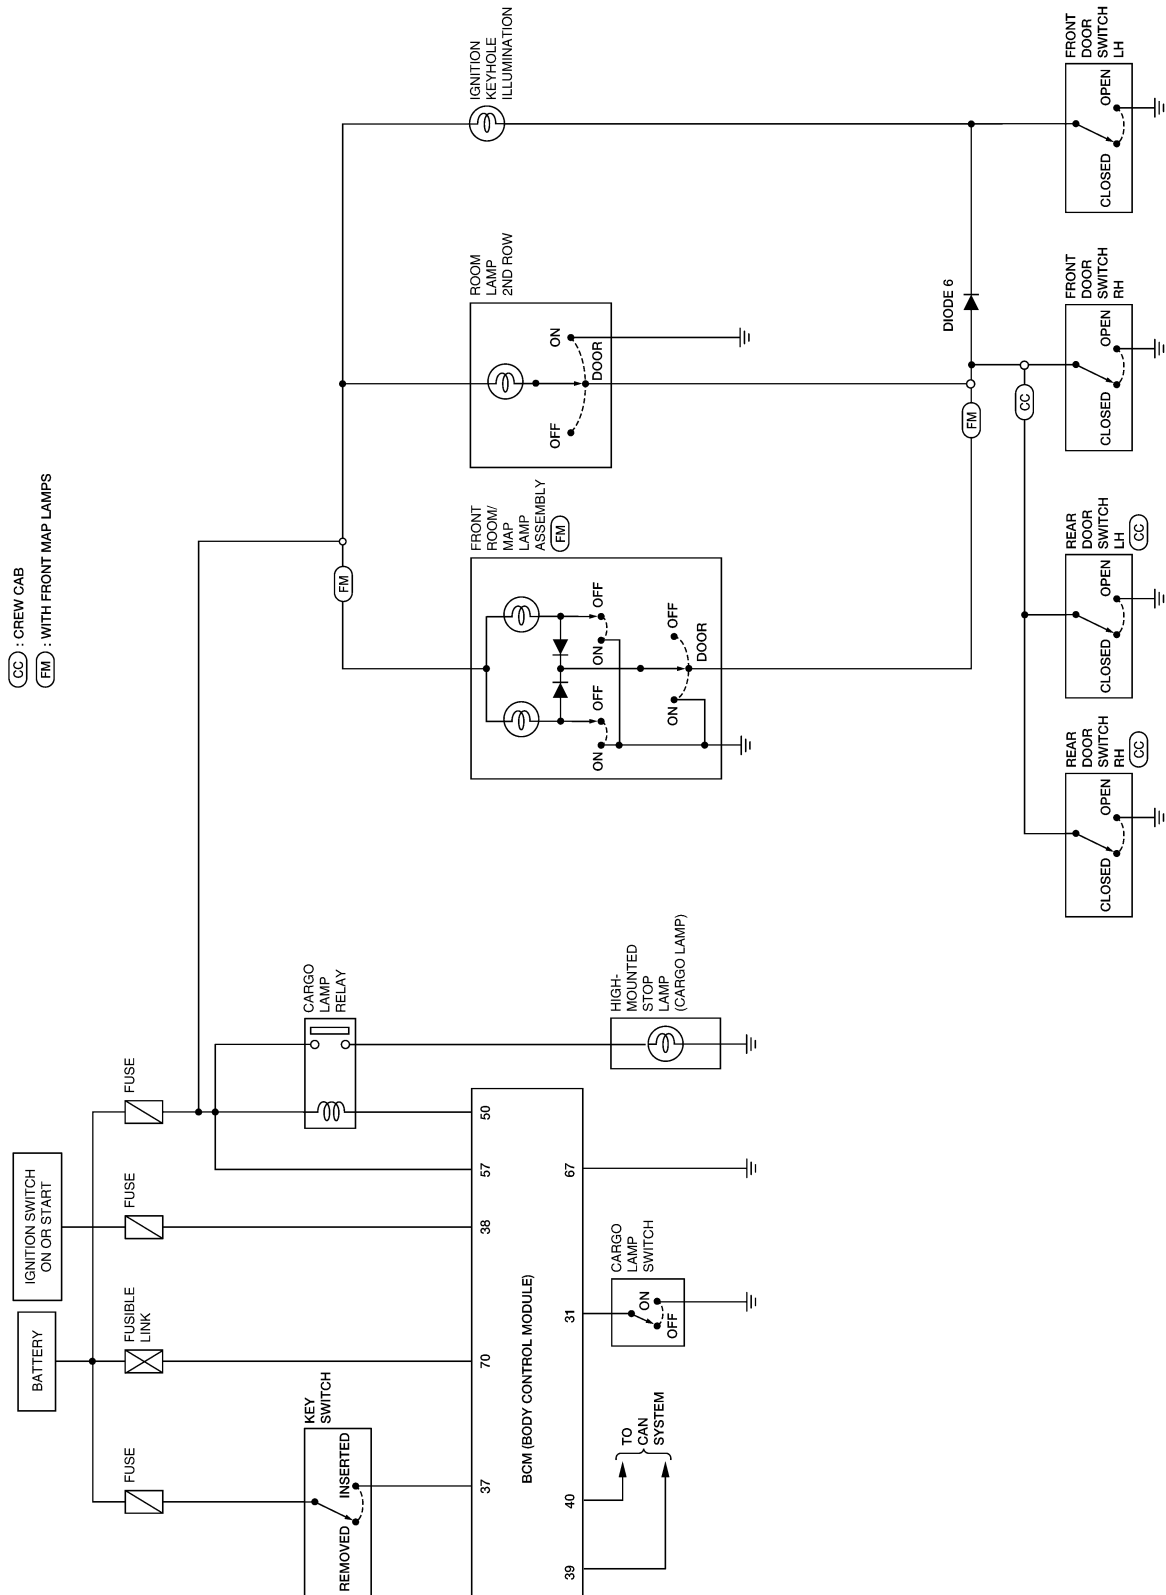 CC : CREW CAB
FM : WITH FRONT MAP LAMPS
BATTERY
IGNITION SWITCH
ON OR START
FUSE
FUSIBLE
LINK
FUSE
FUSE
KEY
SWITCH
REMOVED
INSERTED
CARGO
LAMP
RELAY
37
70
38
57
50
BCM (BODY CONTROL MODULE)
39
40
31
67
TO
CAN
SYSTEM
CARGO
LAMP
SWITCH
OFF
ON
HIGH-
MOUNTED
STOP
LAMP
(CARGO LAMP)
FM
FRONT
ROOM/
MAP
LAMP
ASSEMBLY
FM
ON
OFF
ON
OFF
ON
OFF
DOOR
ROOM
LAMP
2ND ROW
OFF
ON
DOOR
IGNITION
KEYHOLE
ILLUMINATION
FM
DIODE 6
CC
REAR
DOOR
SWITCH
RH
CC
CLOSED
OPEN
REAR
DOOR
SWITCH
LH
CC
CLOSED
OPEN
FRONT
DOOR
SWITCH
RH
CLOSED
OPEN
FRONT
DOOR
SWITCH
LH
CLOSED
OPEN